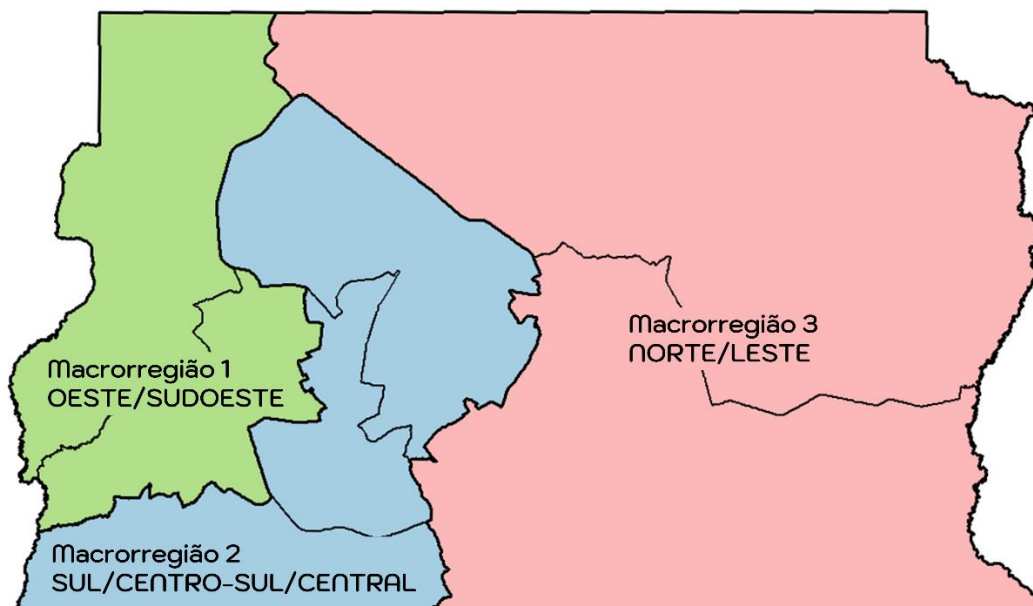 Macrorregião 3
NORTE/LESTE
Macrorregião 1
OESTE/SUDOESTE
Macrorregião 2
SUL/CENTRO-SUL/CENTRAL